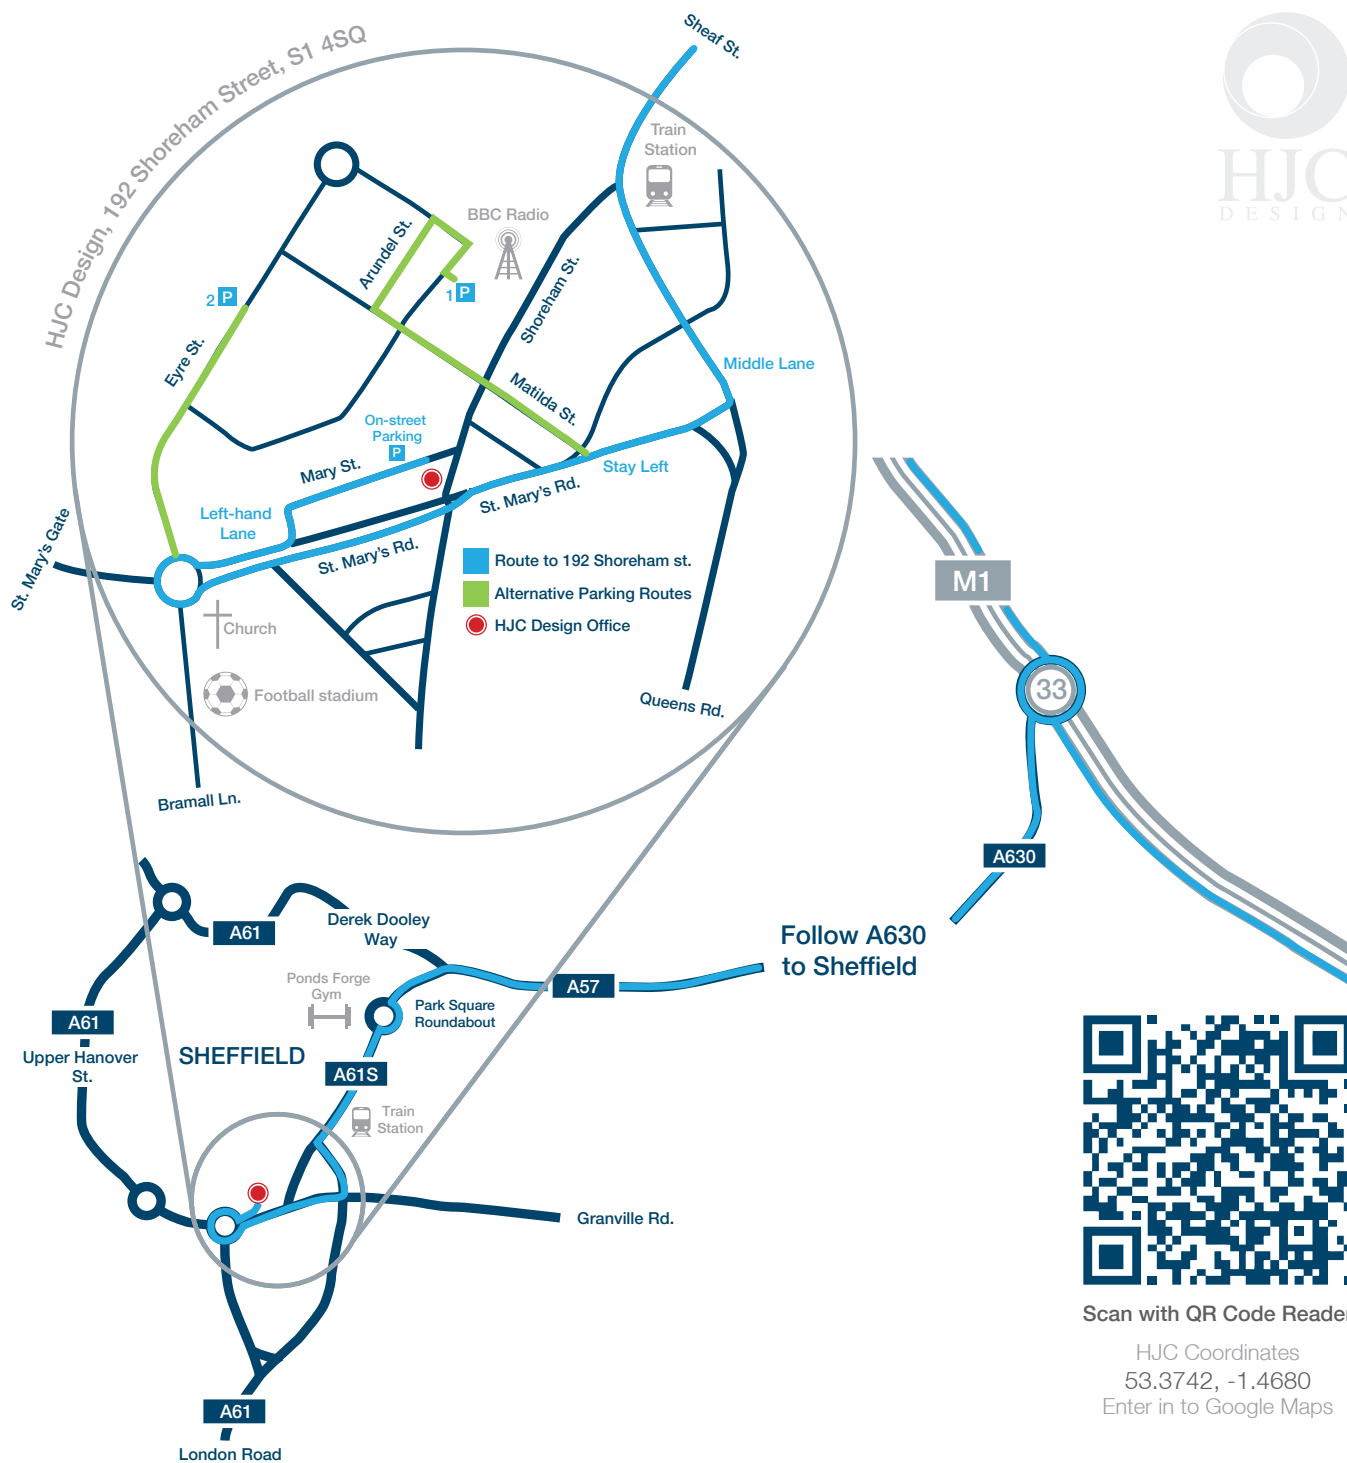 HJC Design, 192 Shoreham Street, S1 4SQ
Sheaf St.
HJC
DESIGN
Train
Station
BBC Radio
Arundel St.
1 P
2 P
Shoreham St.
Eyre St.
Middle Lane
Matilda St.
On-street
Parking
P
Mary St.
Stay Left
St. Mary's Rd.
Left-hand
Lane
St. Mary's Rd.
St. Mary's Gate
Route to 192 Shoreham st.
Alternative Parking Routes
HJC Design Office
Church
Football stadium
Queens Rd.
Bramall Ln.
M1
33
A630
Follow A630
to Sheffield
A61
Derek Dooley
Way
Ponds Forge
Gym
A57
Park Square
Roundabout
A61
Upper Hanover
St.
SHEFFIELD
A61S
Train
Station
Granville Rd.
A61
London Road
Scan with QR Code Reader
HJC Coordinates
53.3742, -1.4680
Enter in to Google Maps